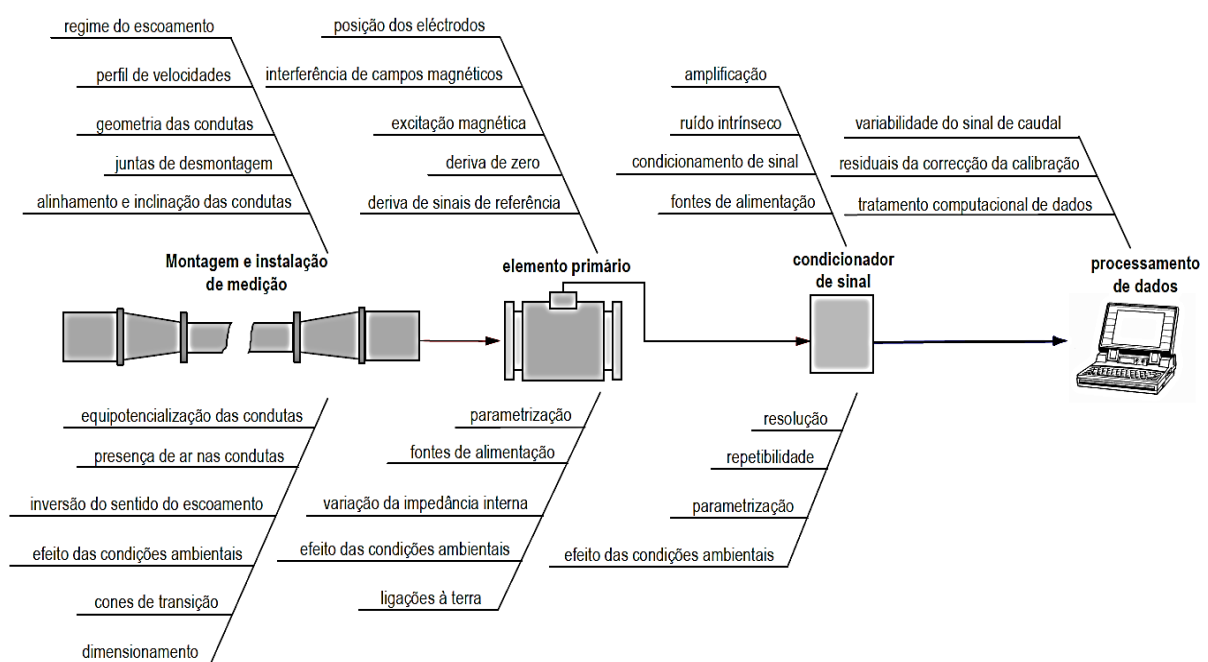 regime do escoamento
perfil de velocidades
geometria das condutas
juntas de desmontagem
alinhamento e inclinação das condutas
posição dos eléctrodos
interferência de campos magnéticos
excitação magnética
deriva de zero
deriva de sinais de referência
amplificação
ruído intrínseco
condicionamento de sinal
fontes de alimentação
variabilidade do sinal de caudal
residuais da correcção da calibração
tratamento computacional de dados
Montagem e instalação
de medição
elemento primário
condicionador
de sinal
processamento
de dados
equipotencialização das condutas
presença de ar nas condutas
inversão do sentido do escoamento
efeito das condições ambientais
cones de transição
dimensionamento
parametrização
fontes de alimentação
variação da impedância interna
efeito das condições ambientais
ligações à terra
resolução
repetibilidade
parametrização
efeito das condições ambientais